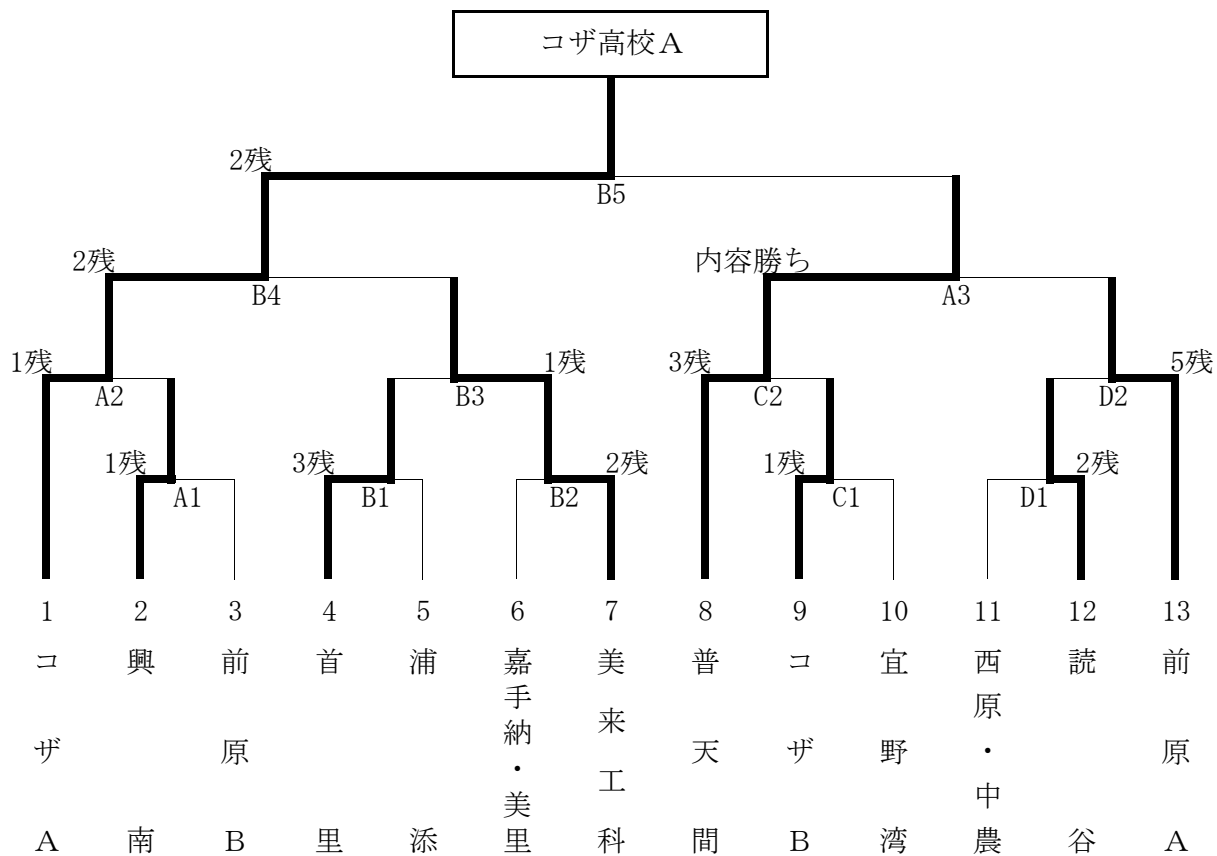 コザ高校A
2残
B5
2残
内容勝ち
B4
A3
1残
1残
3残
5残
A2
B3
C2
D2
1残
3残
2残
1残
2残
A1
B1
B2
C1
D1
1 2 3 4 5 6 7 8 9 10 11 12 13
コザA
興南
前原B
首里
浦添
嘉手納・美里
美来工科
普天間
コザB
宜野湾
西原・中農
読谷
前原A